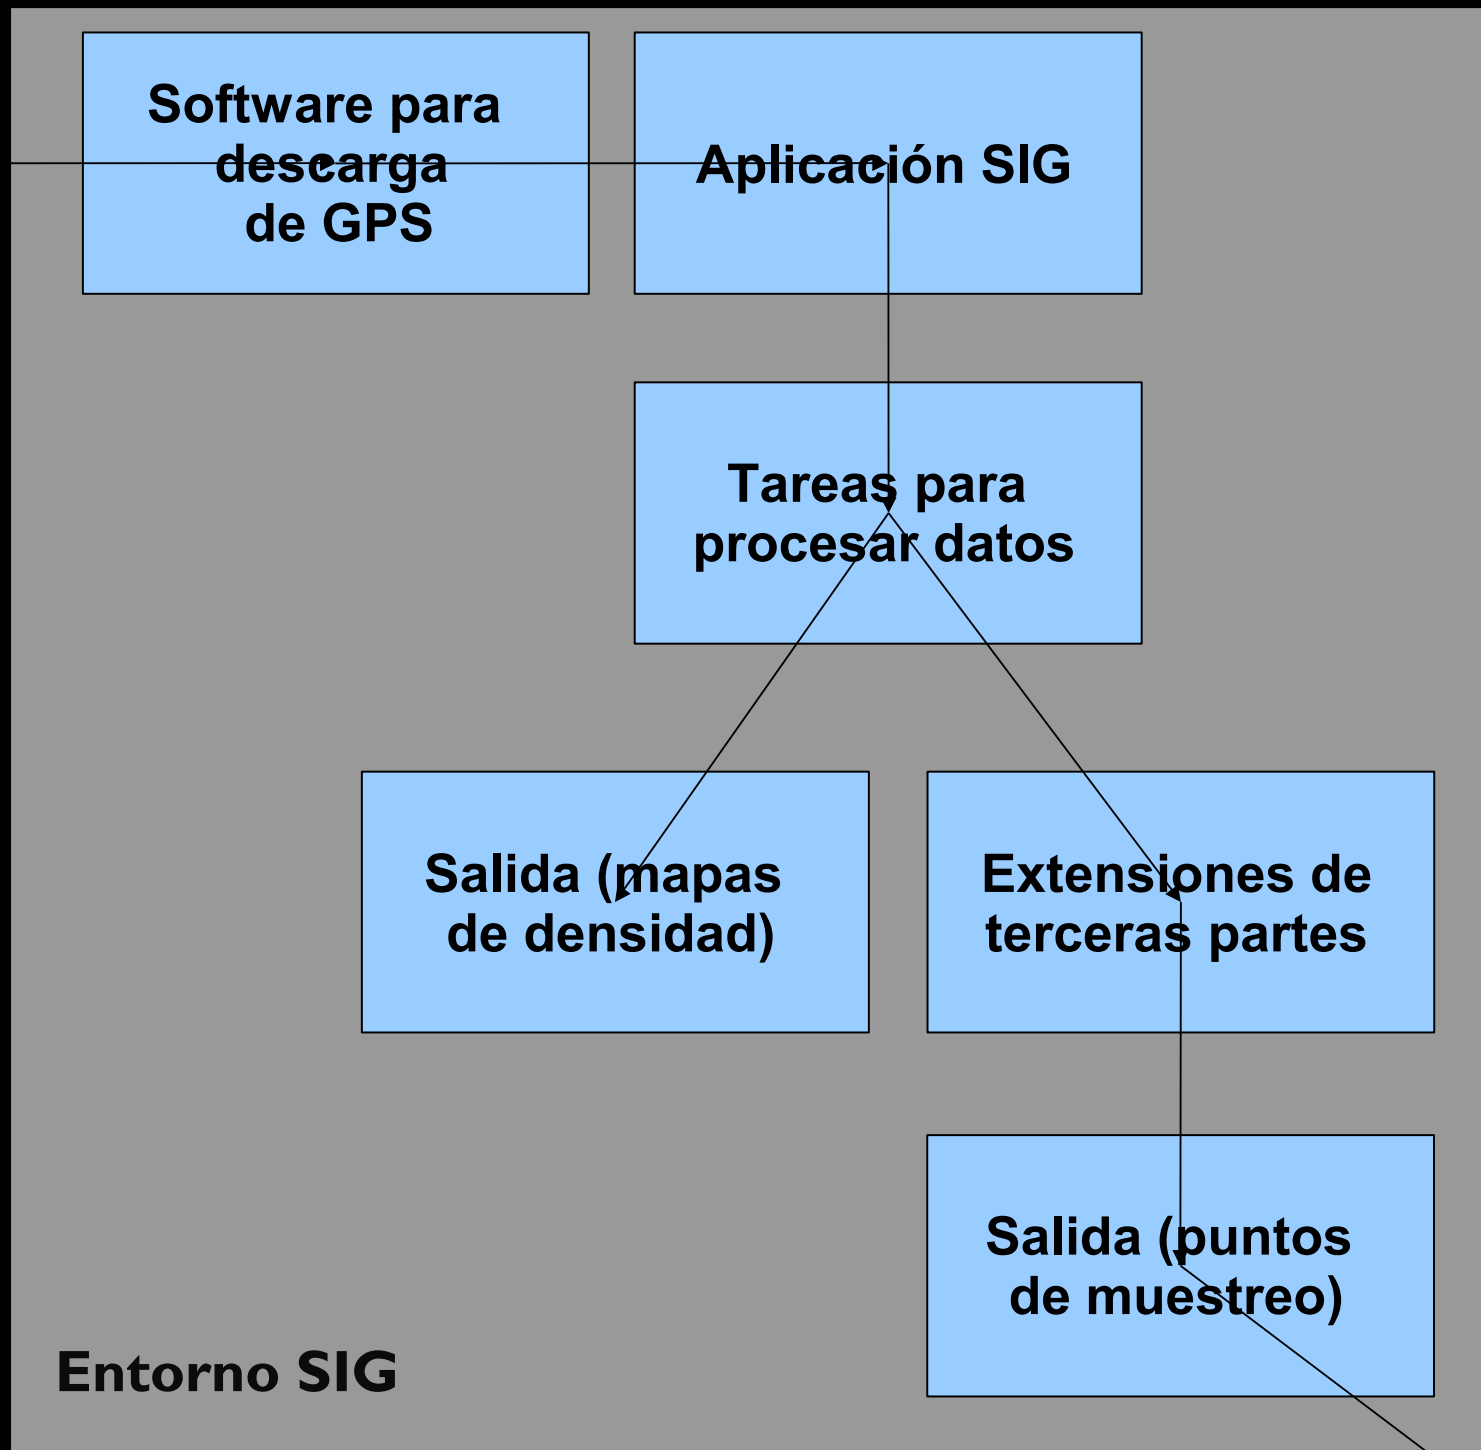 Software para
descarga
de GPS
Aplicación SIG
Tareas para
procesar datos
Salida (mapas
de densidad)
Extensiones de
terceras partes
Salida (puntos
de muestreo)
Entorno SIG